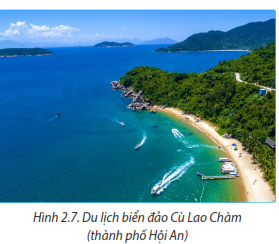 Hình 2.7. Du lịch biển đảo Cù Lao Chàm
(thành phố Hội An)